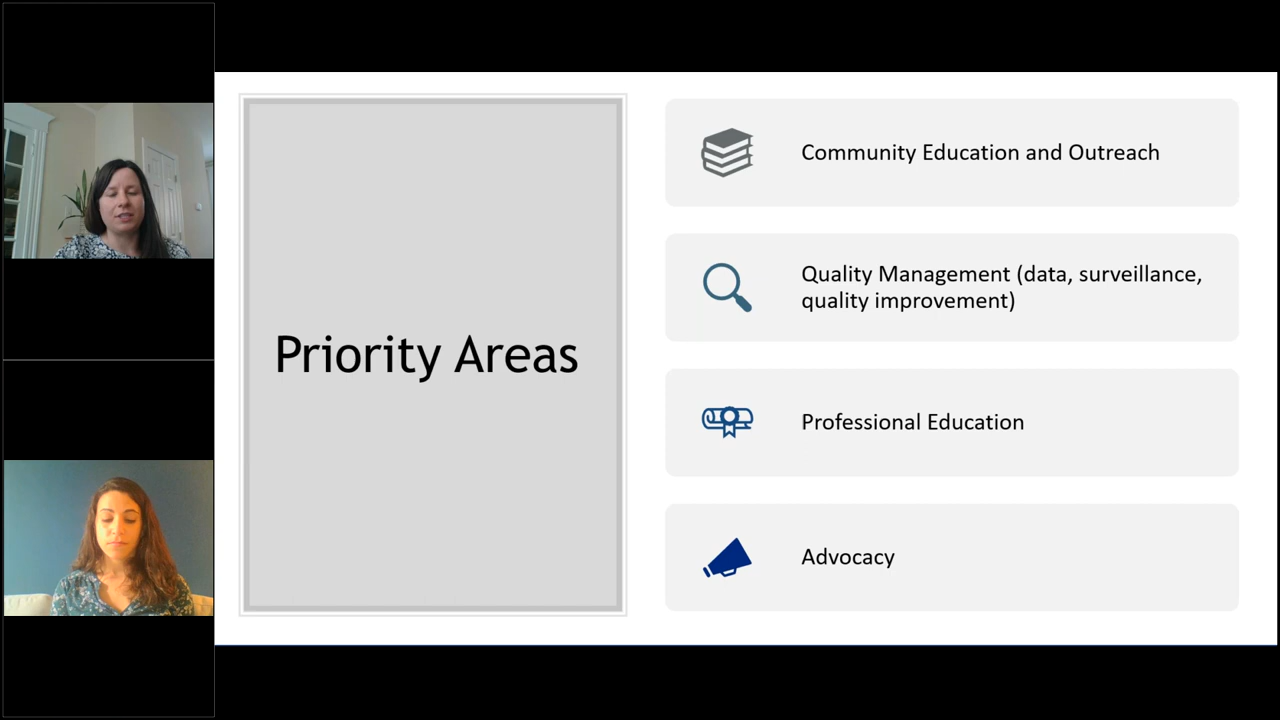 Priority Areas
Community Education and Outreach
Quality Management (data, surveillance,
quality improvement)
Professional Education
Advocacy